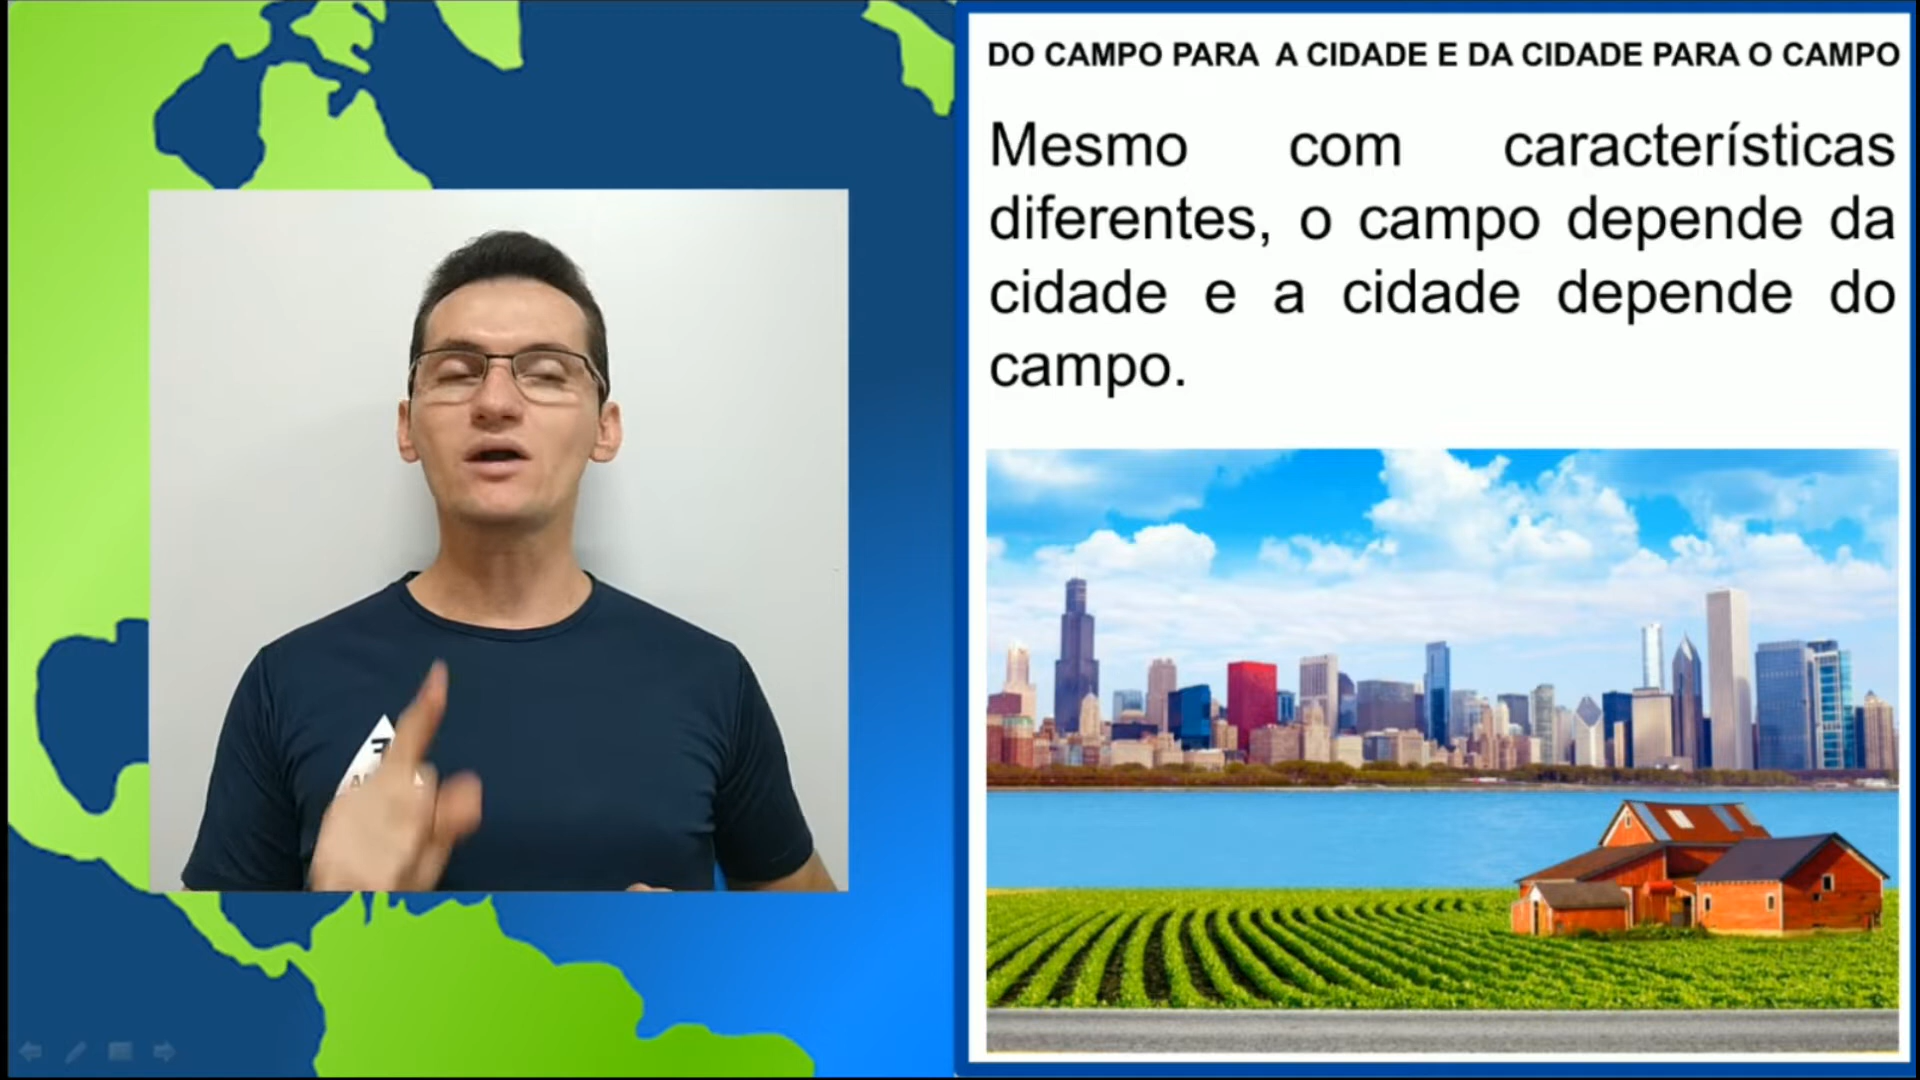 DO CAMPO PARA A CIDADE E DA CIDADE PARA O CAMPO
Mesmo com características
diferentes, o campo depende da
cidade e a cidade depende do
campo.